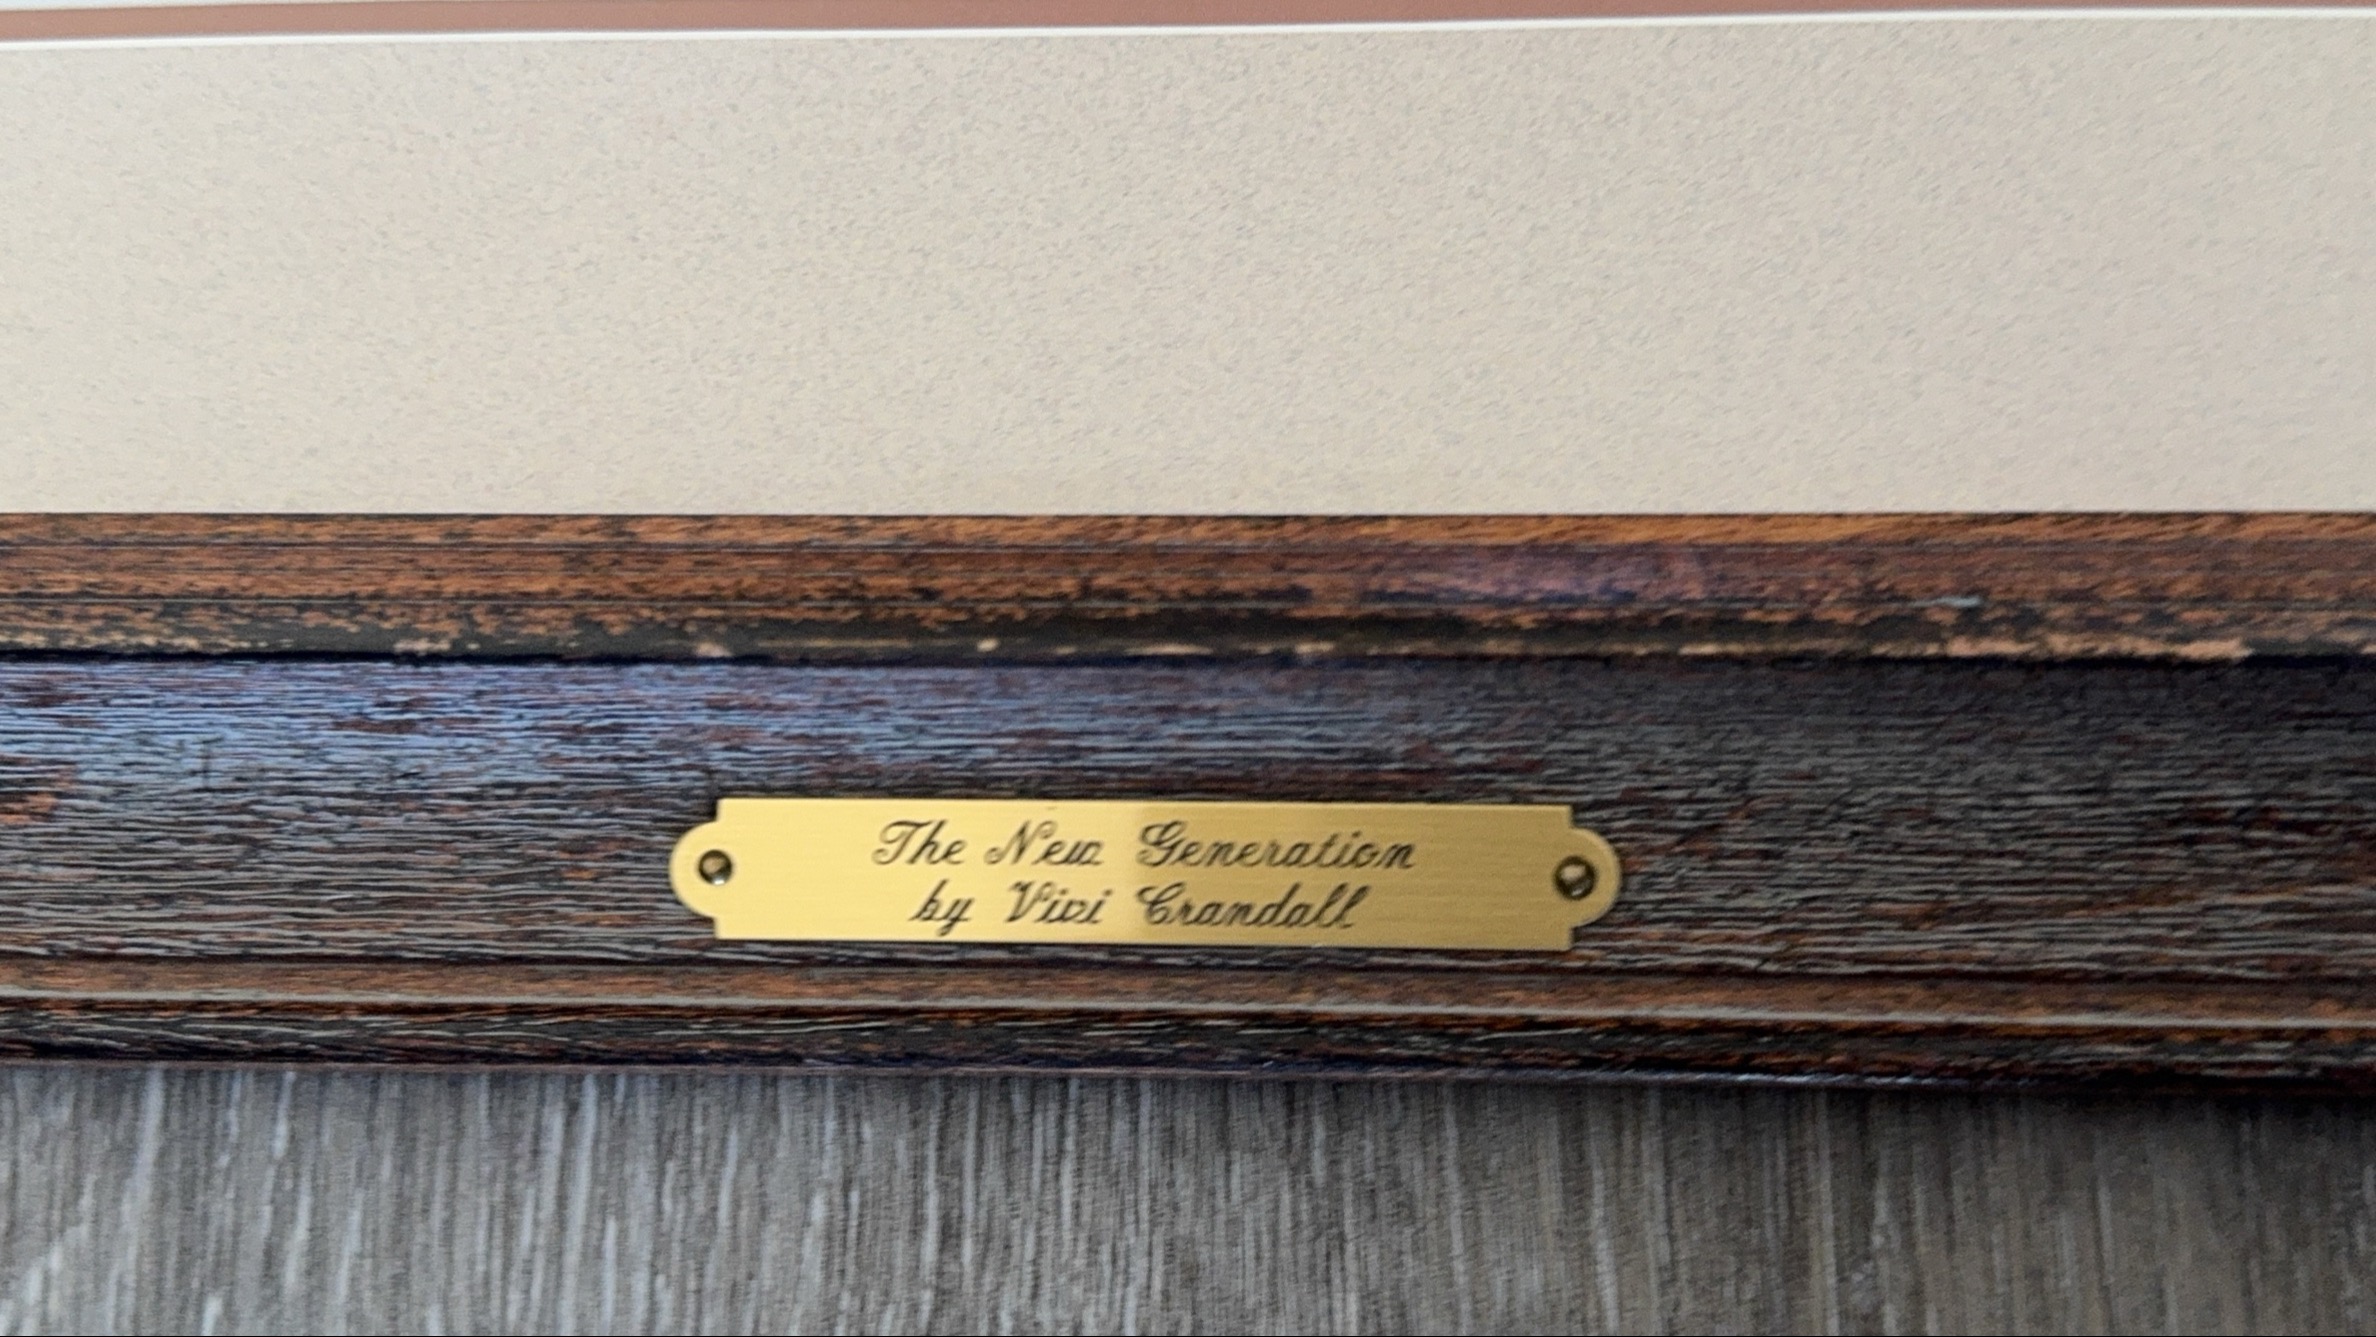 The New Generation
by Vivi Crandall